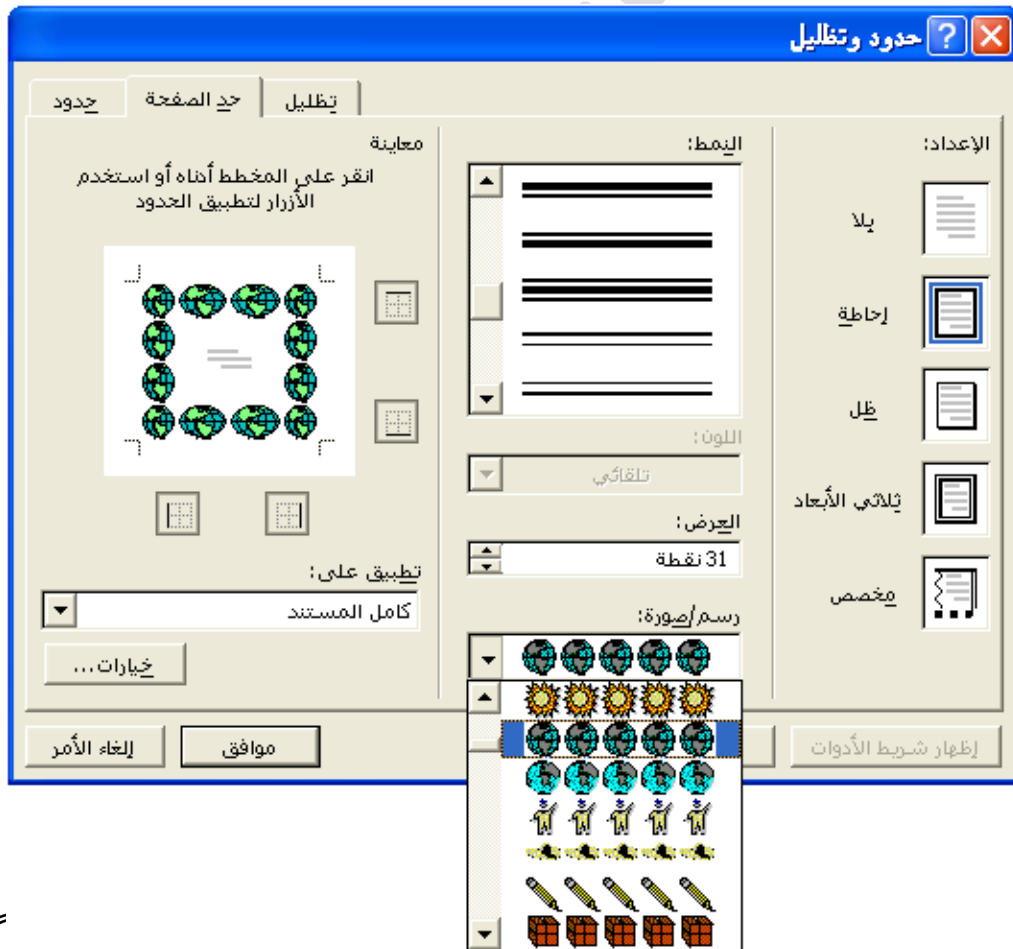 حدود وتظليل
حدود
حد الصفحة
تظليل
الإعداد:
بلا
إحاطة
ظل
ثلاثي الأبعاد
مخصص
النمط:
اللون:
تلقائي
العرض:
31 نقطة
رسم/صورة:
معاينة
انقر على المخطط أدناه أو استخدم
الأزرار لتطبيق الحدود
تطبيق على:
كامل المستند
خيارات...
إظهار شريط الأدوات
موافق
إلغاء الأمر